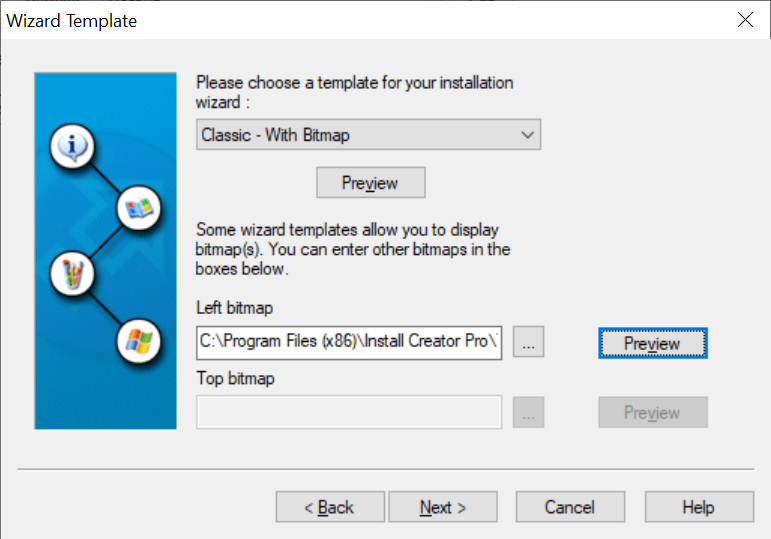 Wizard Template
Please choose a template for your installation
wizard :
Classic - With Bitmap
Preview
Some wizard templates allow you to display
bitmap(s). You can enter other bitmaps in the
boxes below.
Left bitmap
C:\Program Files (x86)\Install Creator Pro\
...
Preview
Top bitmap
...
Preview
< Back
Next >
Cancel
Help